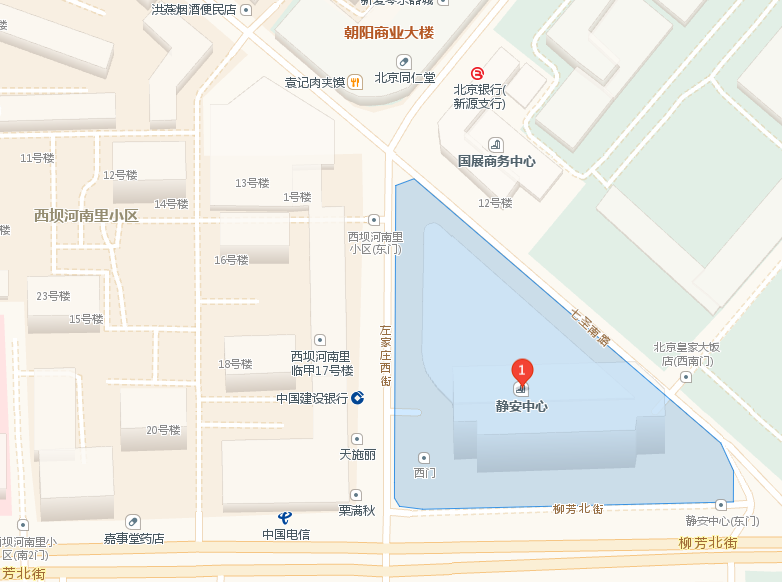 洪燕烟酒便民店
朝阳商业大楼
北京同仁堂
袁记肉夹馍
北京银行(
新源支行)
国展商务中心
12号楼
11号楼
12号楼
13号楼
1号楼
14号楼
西坝河南里小区
西坝河南里
小区(东门)
16号楼
23号楼
15号楼
七圣南路
左家庄西街
西坝河南里
临甲17号楼
18号楼
北京皇家大饭
店(西南门)
1
静安中心
中国建设银行
20号楼
天施丽
西门
栗满秋
柳芳北街
静安中心(东门)
中国电信
嘉事堂药店
坝河南里小
区(南2门)
柳芳北街
芳北街